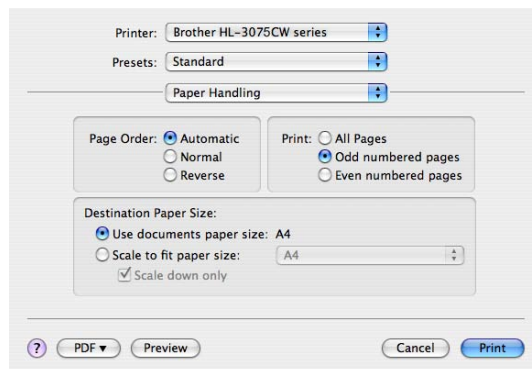 Printer: Brother HL-3075CW series
Presets: Standard
Paper Handling
Page Order: Automatic
Normal
Reverse
Print: All Pages
Odd numbered pages
Even numbered pages
Destination Paper Size:
Use documents paper size: A4
Scale to fit paper size: A4
Scale down only
? PDF ▼ Preview Cancel Print